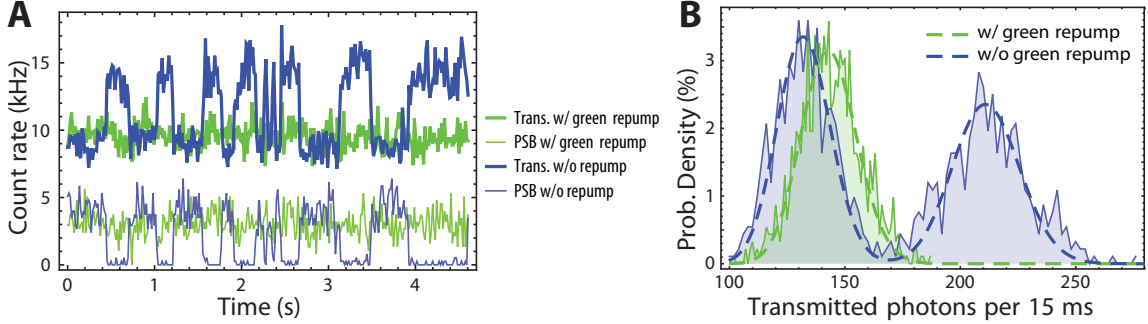 A
Count rate (kHz)
15
10
5
0
0
1
2
3
4
Time (s)
Trans. w/ green repump
PSB w/ green repump
Trans. w/o repump
PSB w/o repump
B
Prob. Density (%)
3
2
1
0
100
150
200
250
Transmitted photons per 15 ms
w/ green repump
w/o green repump